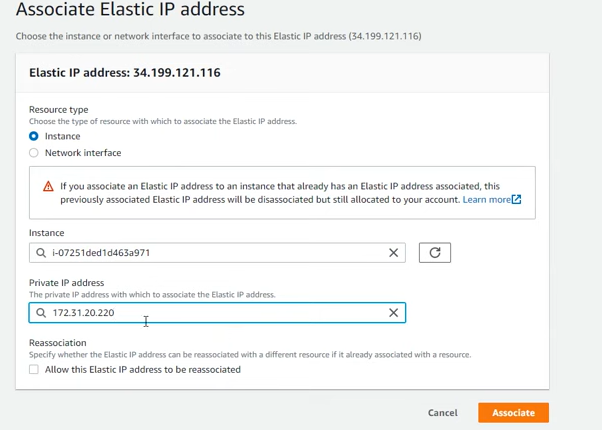 Associate Elastic IP address
Choose the instance or network interface to associate to this Elastic IP address (34.199.121.116)
Elastic IP address: 34.199.121.116
Resource type
Choose the type of resource with which to associate the Elastic IP address.
Instance
Network interface
If you associate an Elastic IP address to an instance that already has an Elastic IP address associated, this
previously associated Elastic IP address will be disassociated but still allocated to your account. Learn more
Instance
i-07251ded1d463a971
Private IP address
The private IP address with which to associate the Elastic IP address.
172.31.20.220
Reassociation
Specify whether the Elastic IP address can be reassociated with a different resource if it already associated with a resource.
Allow this Elastic IP address to be reassociated
Cancel
Associate